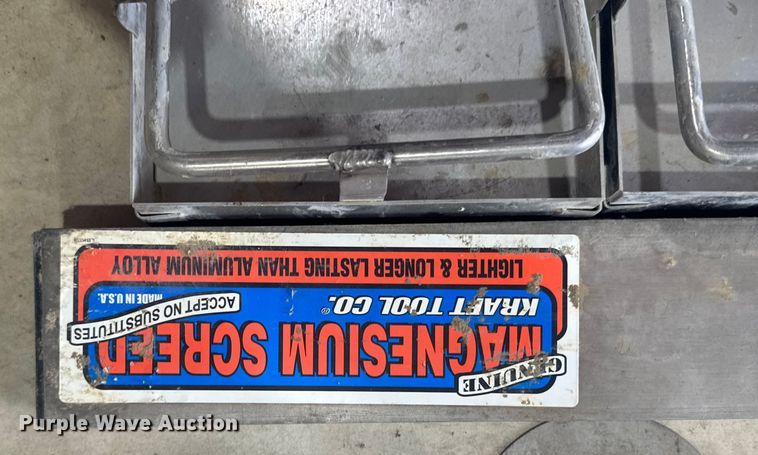 GENUINE
MAGNESIUM SCREED
KRAFT TOOL CO.®
ACCEPT NO SUBSTITUTES
MADE IN U.S.A.
LIGHTER & LONGER LASTING THAN ALUMINUM ALLOY
Purple Wave Auction